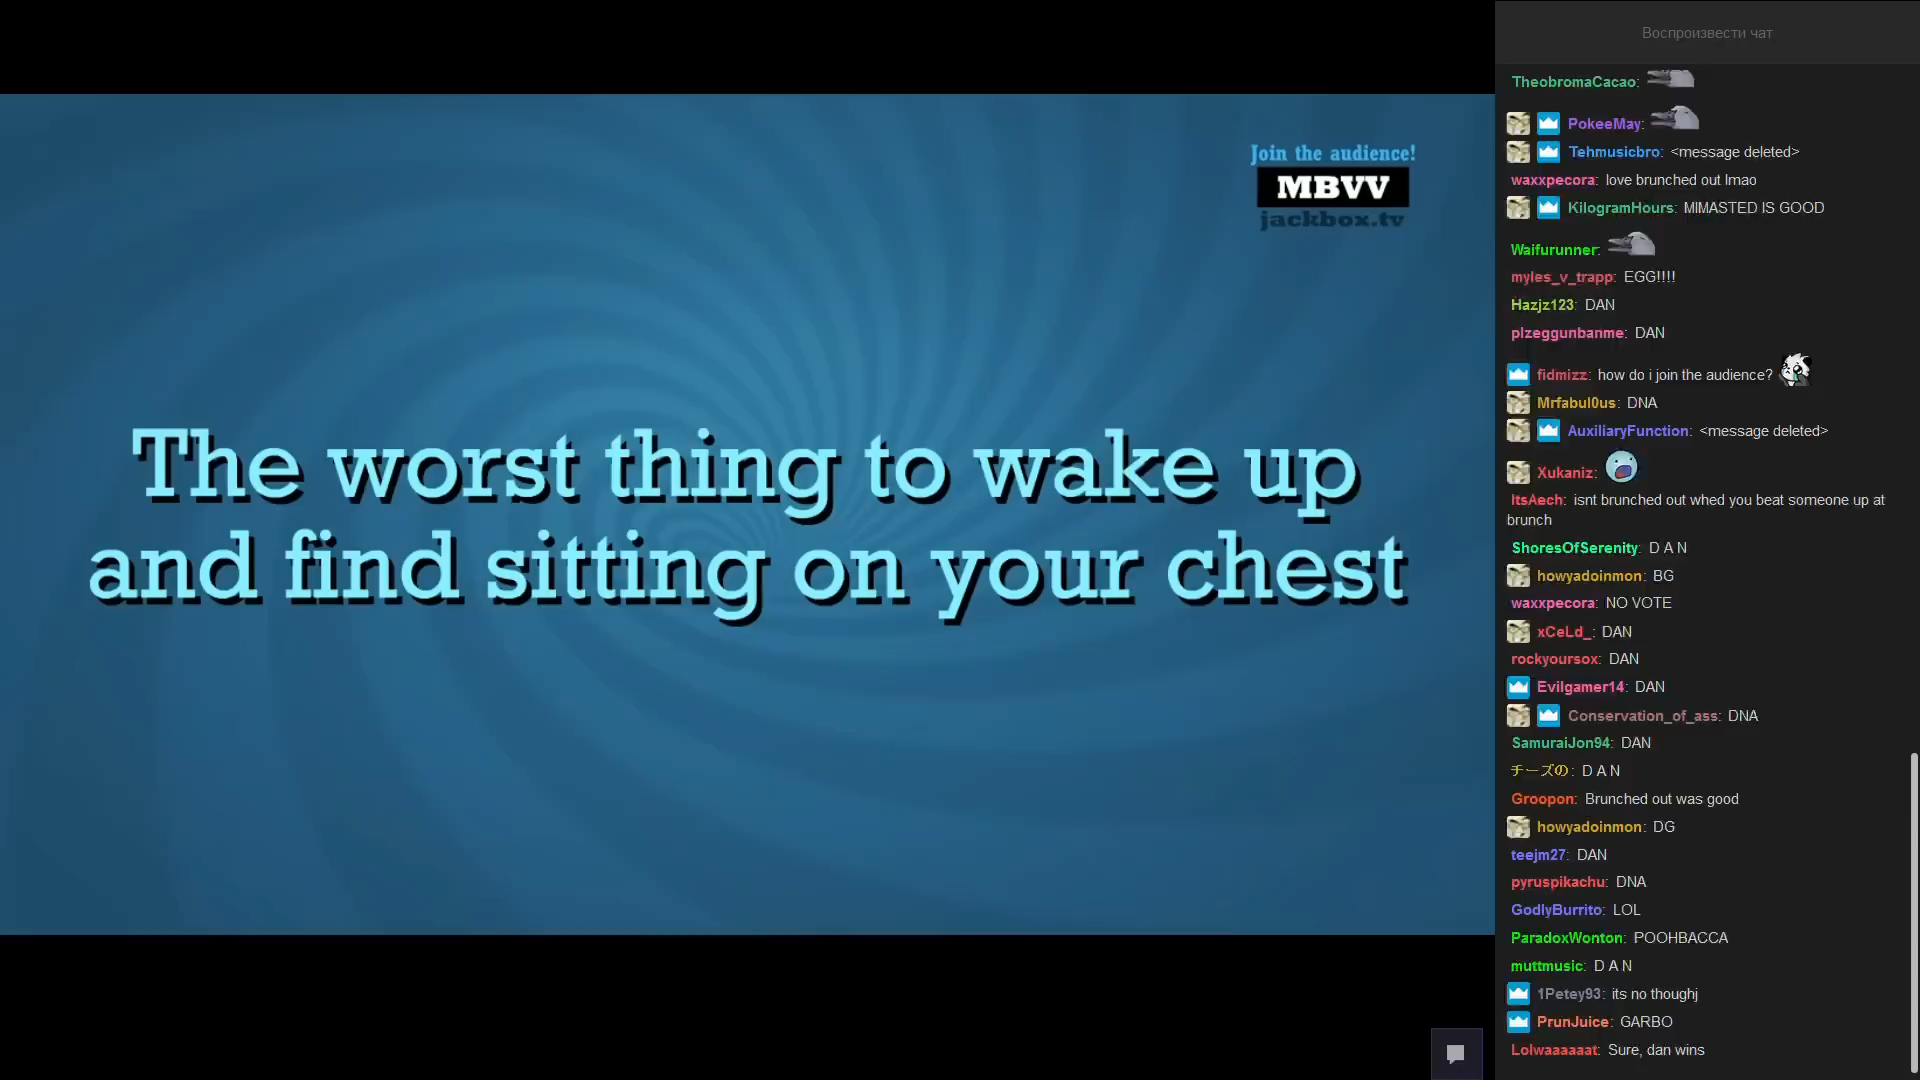 Join the audience!
MBVV
jackbox.tv
The worst thing to wake up
and find sitting on your chest
Воспроизвести чат
TheobromaCacao:
PokeeMay:
Tehmusicbro: <message deleted>
waxxpecora: love brunched out lmao
KilogramHours: MIMASTED IS GOOD
Waifurunner:
myles_v_trapp: EGG!!!!
Hazjz123: DAN
plzeggunbanme: DAN
fidmizz: how do i join the audience?
Mrfabul0us: DNA
AuxiliaryFunction: <message deleted>
Xukaniz:
ItsAech: isnt brunched out whed you beat someone up at
brunch
ShoresOfSerenity: D A N
howyadoinmon: BG
waxxpecora: NO VOTE
xCeLd_: DAN
rockyoursox: DAN
Evilgamer14: DAN
Conservation_of_ass: DNA
SamuraiJon94: DAN
チーズの: D A N
Groopon: Brunched out was good
howyadoinmon: DG
teejm27: DAN
pyruspikachu: DNA
GodlyBurrito: LOL
ParadoxWonton: POOHBACCA
muttmusic: D A N
1Petey93: its no thoughj
PrunJuice: GARBO
Lolwaaaaaat: Sure, dan wins